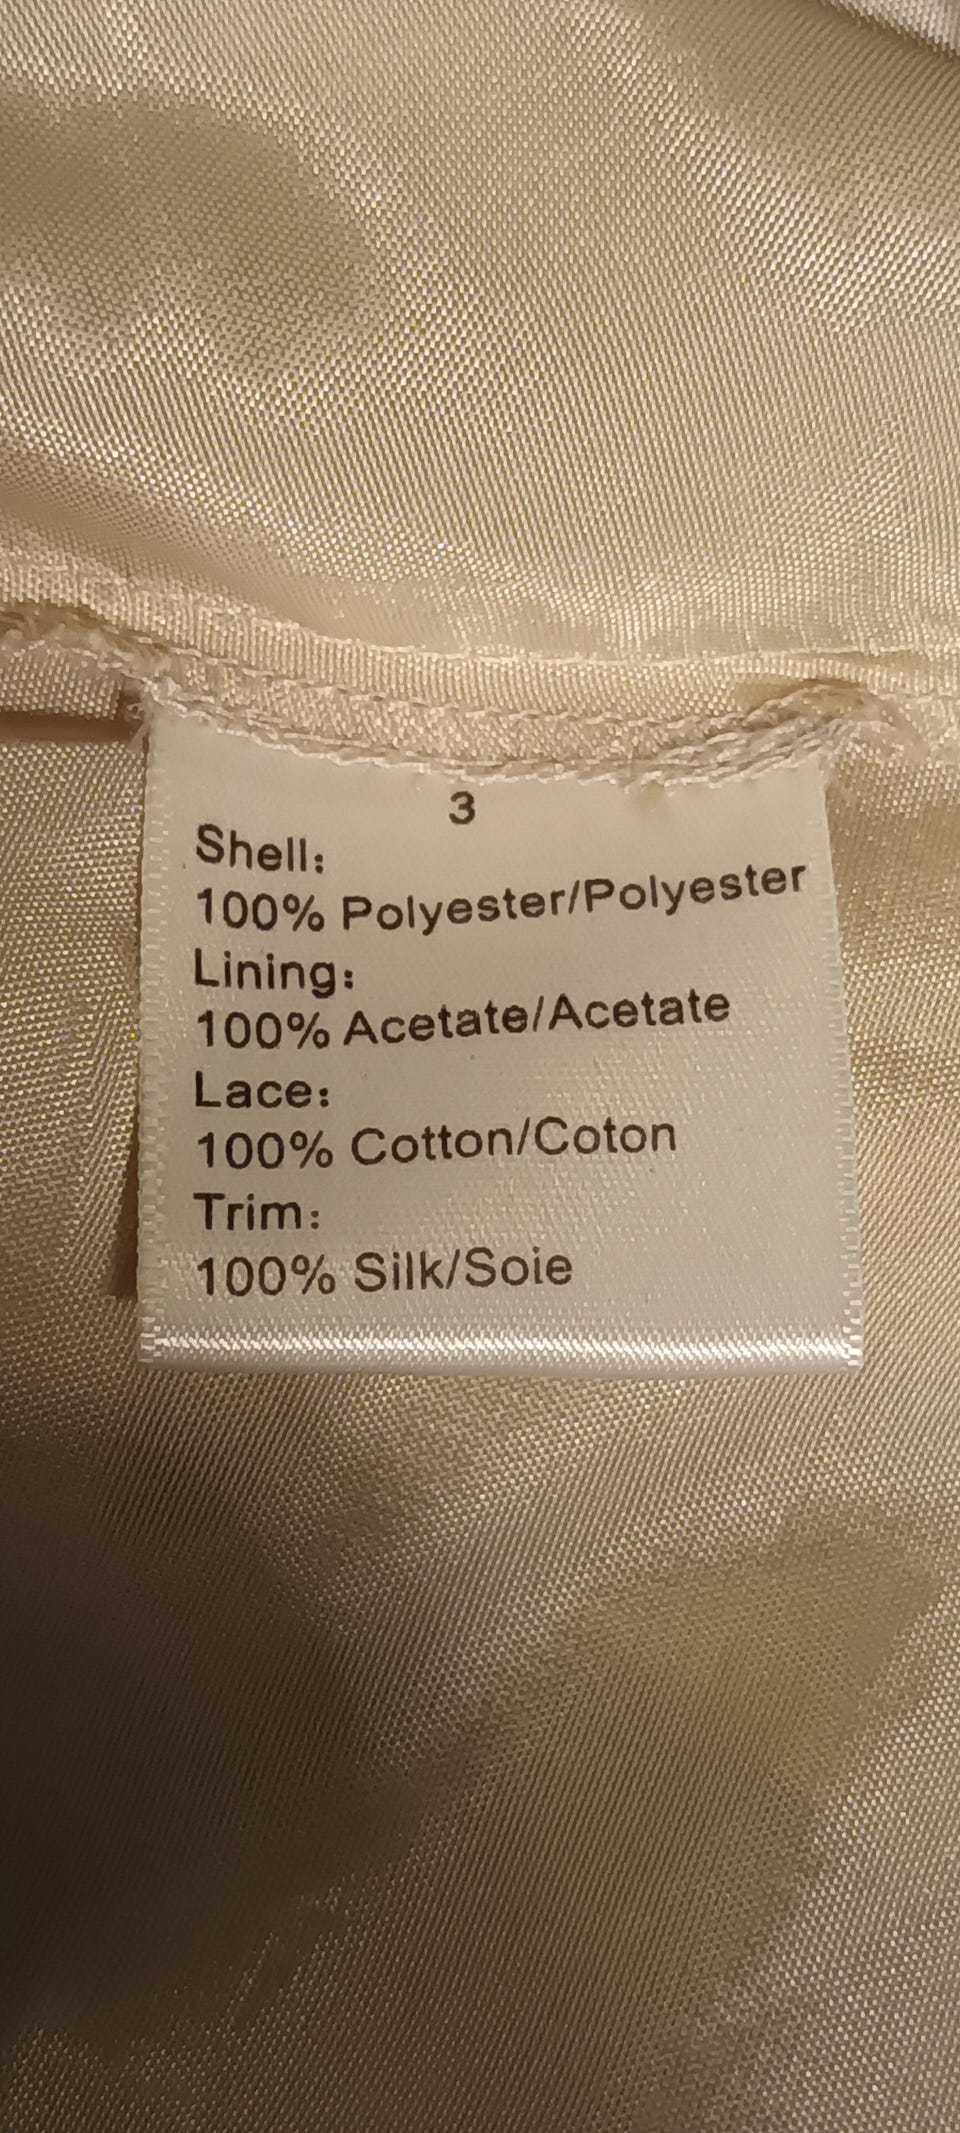 3
Shell:
100% Polyester/Polyester
Lining:
100% Acetate/Acetate
Lace:
100% Cotton/Coton
Trim:
100% Silk/Soie